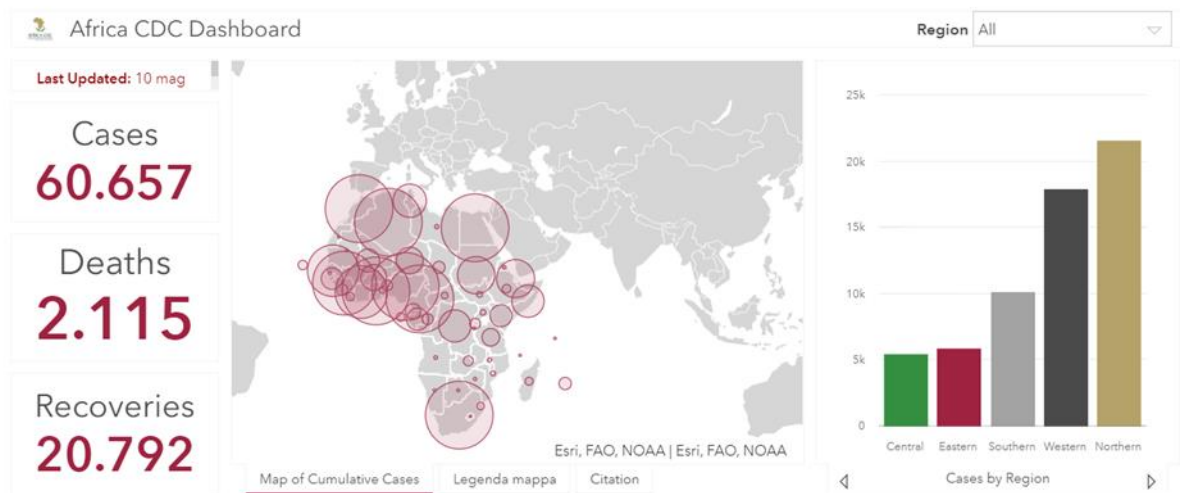 Africa CDC Dashboard
Region All
Last Updated: 10 mag
Cases
60.657
Deaths
2.115
Recoveries
20.792
Esri, FAO, NOAA | Esri, FAO, NOAA
Map of Cumulative Cases Legenda mappa Citation
25k
20k
15k
10k
5k
0
Central Eastern Southern Western Northern
Cases by Region